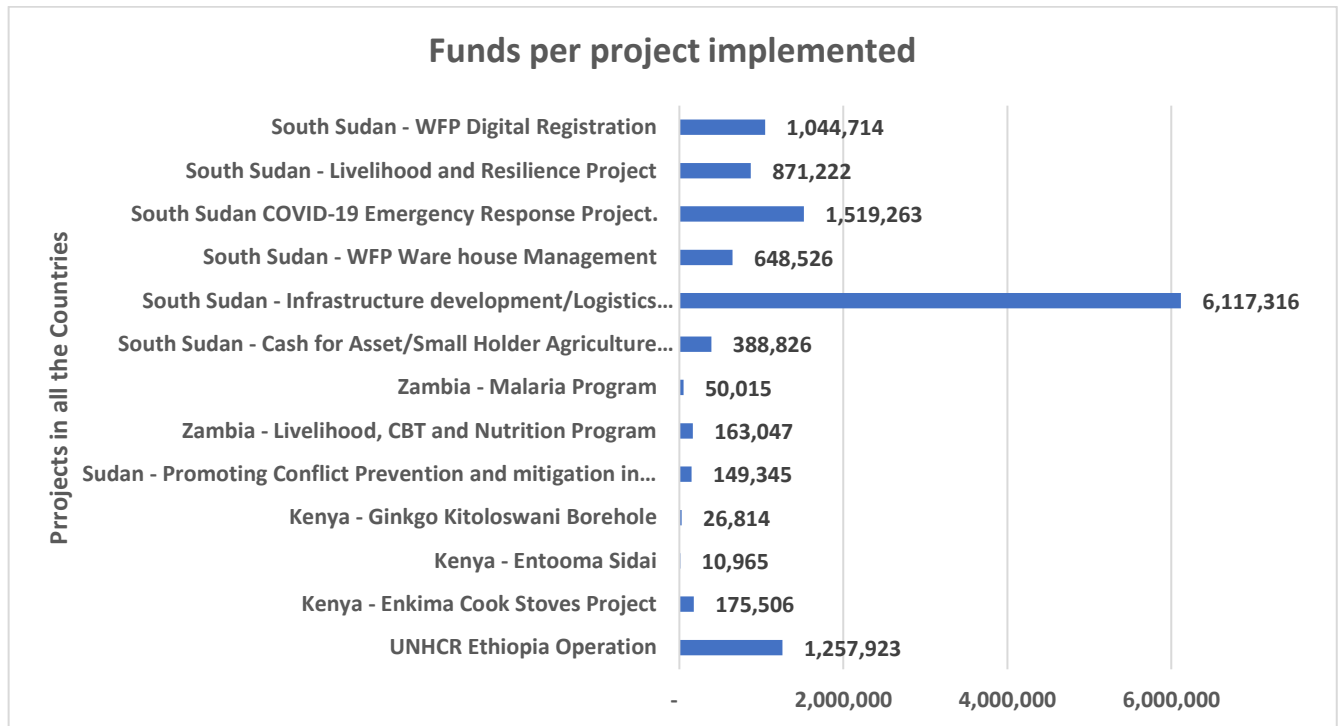 Funds per project implemented
Prrojects in all the Countries
South Sudan - WFP Digital Registration 1,044,714
South Sudan - Livelihood and Resilience Project 871,222
South Sudan COVID-19 Emergency Response Project. 1,519,263
South Sudan - WFP Ware house Management 648,526
South Sudan - Infrastructure development/Logistics… 6,117,316
South Sudan - Cash for Asset/Small Holder Agriculture… 388,826
Zambia - Malaria Program 50,015
Zambia - Livelihood, CBT and Nutrition Program 163,047
Sudan - Promoting Conflict Prevention and mitigation in… 149,345
Kenya - Ginkgo Kitoloswani Borehole 26,814
Kenya - Entooma Sidai 10,965
Kenya - Enkima Cook Stoves Project 175,506
UNHCR Ethiopia Operation 1,257,923
- 2,000,000 4,000,000 6,000,000